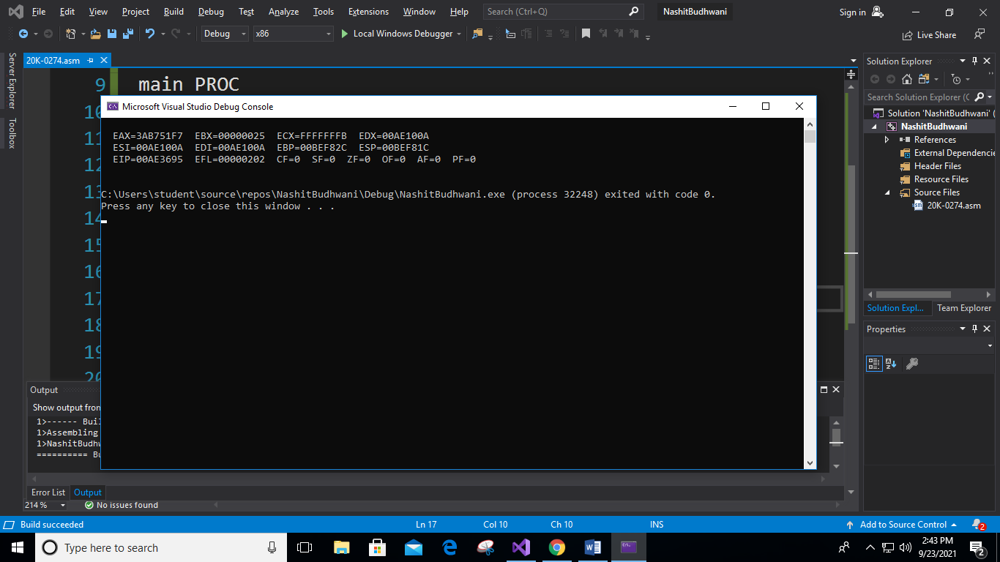 File Edit View Project Build Debug Test Analyze Tools Extensions Window Help Search (Ctrl+Q) NashitBudhwani Sign in
Debug x86 Local Windows Debugger Live Share
Server Explorer
Toolbox
20K-0274.asm
9 main PROC
10
11
12
13
14
15
16
17
18
19
20
Microsoft Visual Studio Debug Console
EAX=3AB751F7 EBX=00000025 ECX=FFFFFFFB EDX=00AE100A
ESI=00AE100A EDI=00AE100A EBP=00BEF82C ESP=00BEF81C
EIP=00AE3695 EFL=00000202 CF=0 SF=0 ZF=0 OF=0 AF=0 PF=0
C:\Users\student\source\repos\NashitBudhwani\Debug\NashitBudhwani.exe (process 32248) exited with code 0.
Press any key to close this window . . .
Solution Explorer
Search Solution Explorer (C
Solution 'NashitBudhwani' (
NashitBudhwani
References
External Dependencie
Header Files
Resource Files
Source Files
20K-0274.asm
Solution Expl... Team Explorer
Properties
Output
Show output from
1>------ Buil
1>Assembling
1>NashitBudhw
========== Bu
Error List Output
214 % No issues found
Build succeeded Ln 17 Col 10 Ch 10 INS Add to Source Control 2
Type here to search 2:43 PM
9/23/2021 2